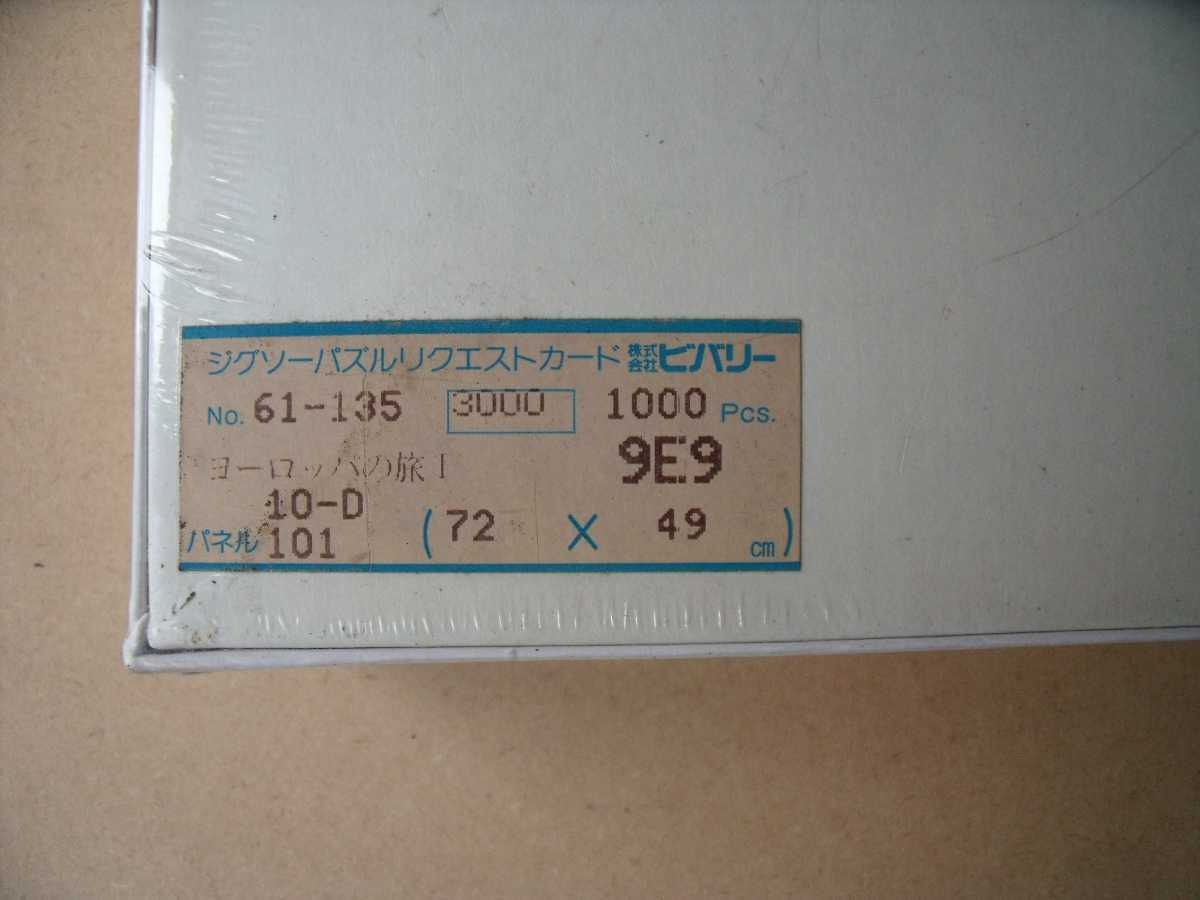 ジグソーパズルリクエストカード 株式会社ビバリー
No. 61-135 3000 1000 Pcs.
ヨーロッパの旅I 9E9
10-D
パネル 101 (72 X 49 cm)